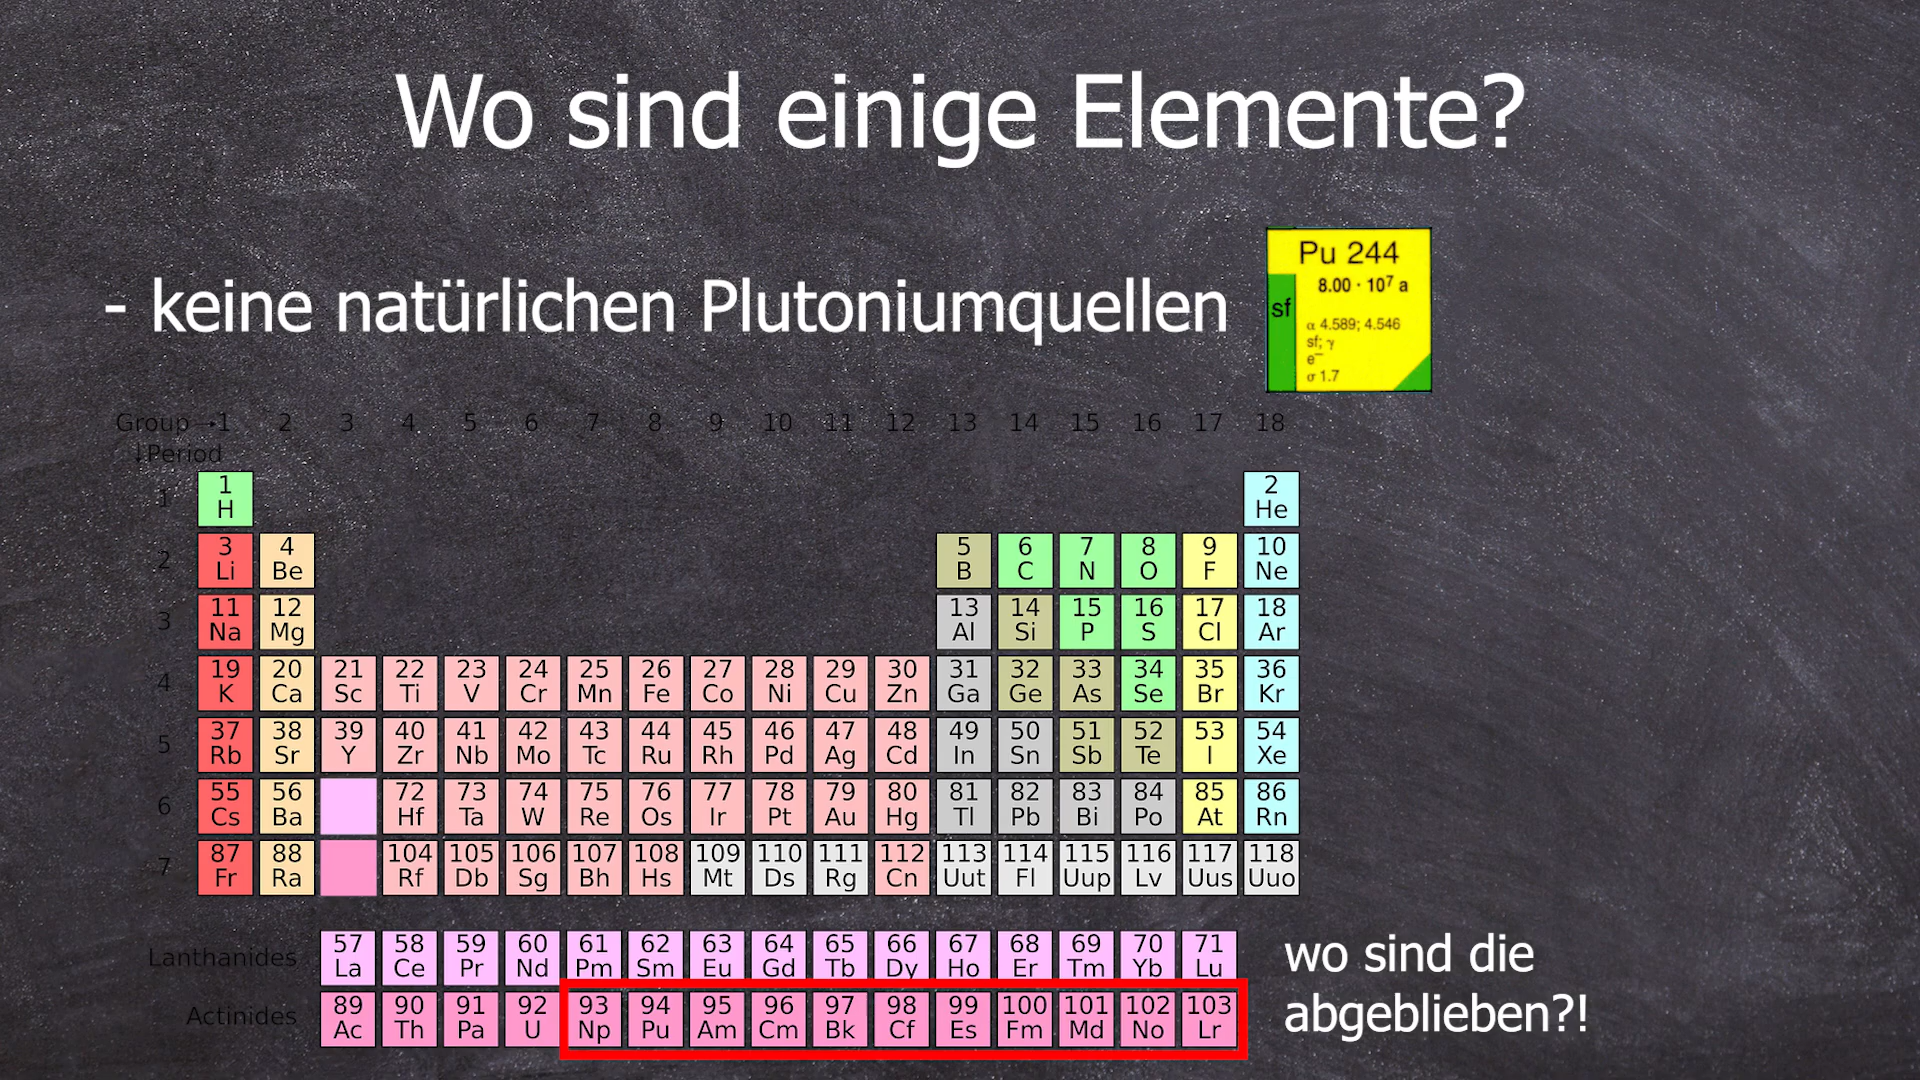 Wo sind einige Elemente?
- keine natürlichen Plutoniumquellen
Pu 244
8.00 · 10⁷ a
sf
α 4.589; 4.546
sf; γ
e⁻
σ 1.7
Group→1 2 3 4 5 6 7 8 9 10 11 12 13 14 15 16 17 18
↓Period
1 1 2
H He
2 3 4 5 6 7 8 9 10
Li Be B C N O F Ne
3 11 12 13 14 15 16 17 18
Na Mg Al Si P S Cl Ar
4 19 20 21 22 23 24 25 26 27 28 29 30 31 32 33 34 35 36
K Ca Sc Ti V Cr Mn Fe Co Ni Cu Zn Ga Ge As Se Br Kr
5 37 38 39 40 41 42 43 44 45 46 47 48 49 50 51 52 53 54
Rb Sr Y Zr Nb Mo Tc Ru Rh Pd Ag Cd In Sn Sb Te I Xe
6 55 56 72 73 74 75 76 77 78 79 80 81 82 83 84 85 86
Cs Ba Hf Ta W Re Os Ir Pt Au Hg Tl Pb Bi Po At Rn
7 87 88 104 105 106 107 108 109 110 111 112 113 114 115 116 117 118
Fr Ra Rf Db Sg Bh Hs Mt Ds Rg Cn Uut Fl Uup Lv Uus Uuo
Lanthanides 57 58 59 60 61 62 63 64 65 66 67 68 69 70 71
La Ce Pr Nd Pm Sm Eu Gd Tb Dy Ho Er Tm Yb Lu
Actinides 89 90 91 92 93 94 95 96 97 98 99 100 101 102 103
Ac Th Pa U Np Pu Am Cm Bk Cf Es Fm Md No Lr
wo sind die
abgeblieben?!